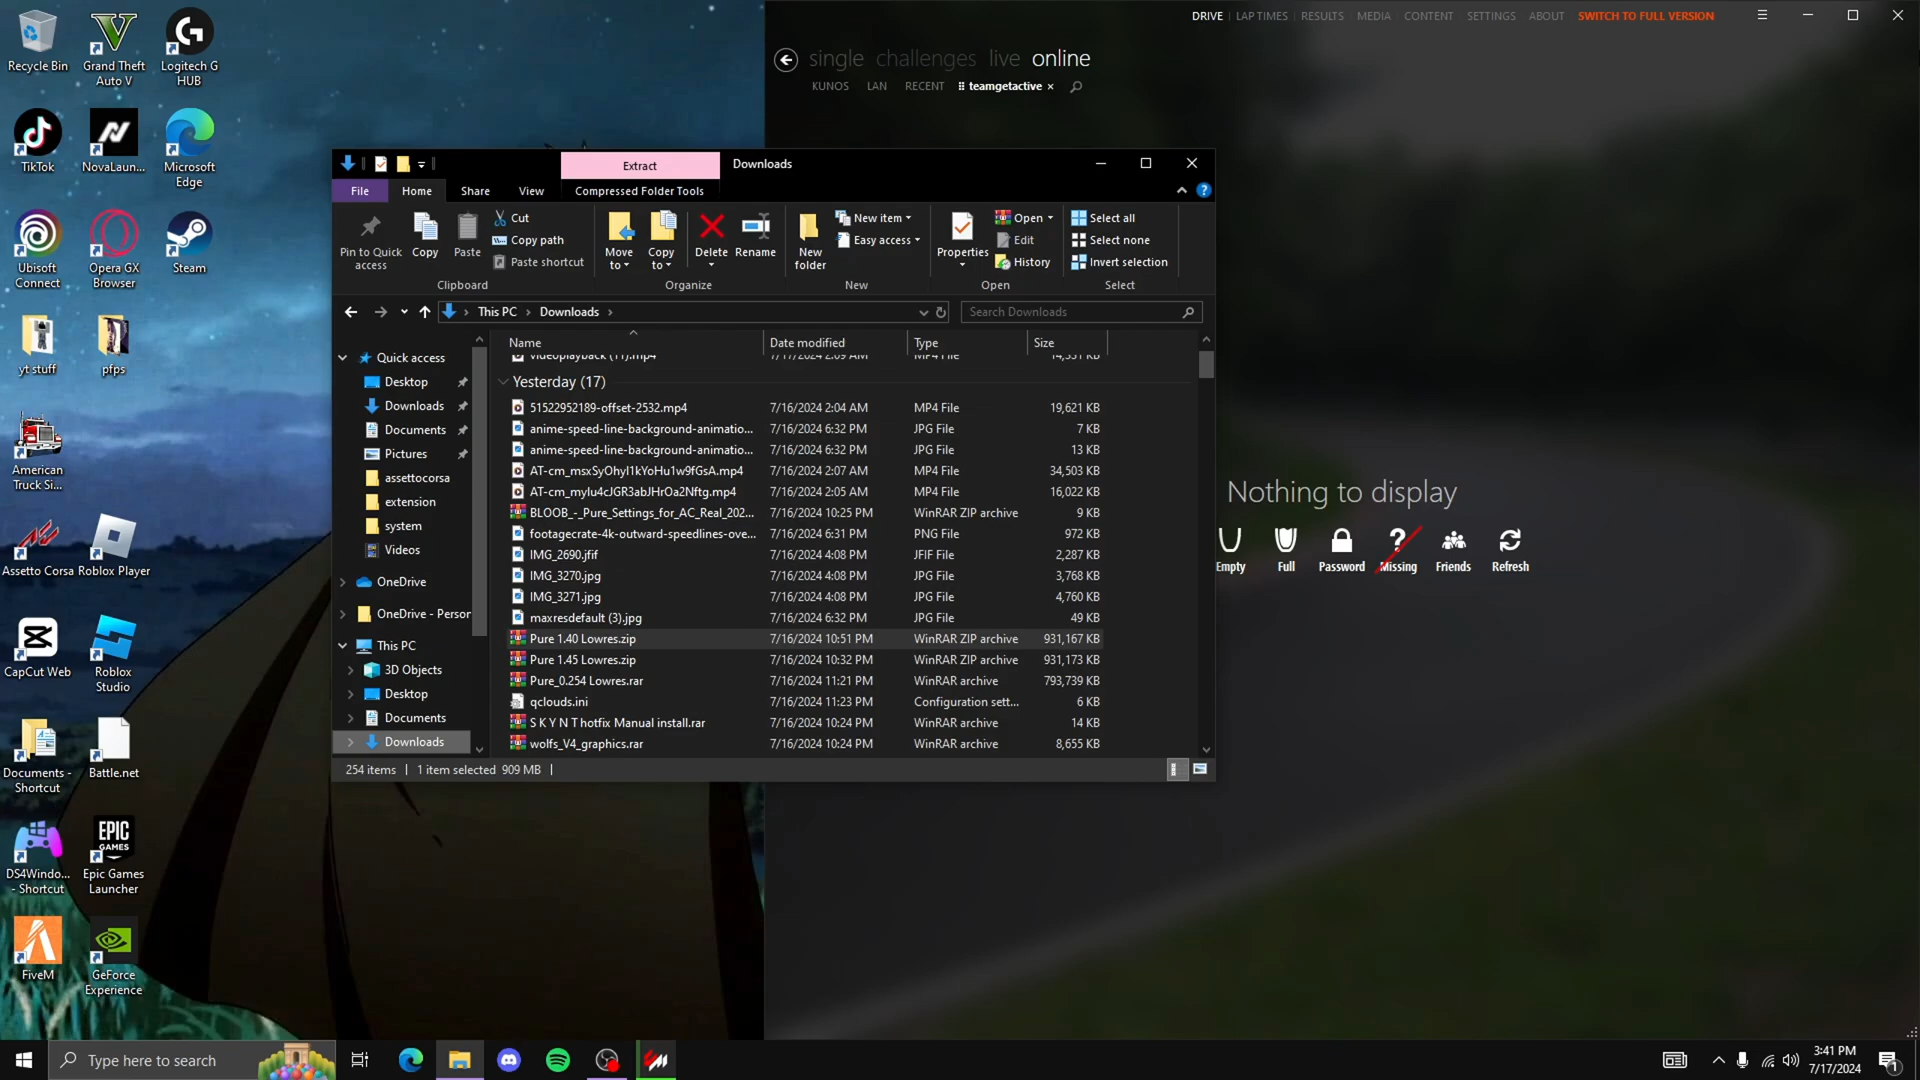 Recycle Bin
Grand Theft Auto V
Logitech G HUB
TikTok
NovaLaun...
Microsoft Edge
Ubisoft Connect
Opera GX Browser
Steam
yt stuff
pfps
American Truck Si...
Assetto Corsa
Roblox Player
CapCut Web
Roblox Studio
Documents - Shortcut
Battle.net
DS4Windo... - Shortcut
Epic Games Launcher
FiveM
GeForce Experience
DRIVE LAP TIMES RESULTS MEDIA CONTENT SETTINGS ABOUT SWITCH TO FULL VERSION
single challenges live online
KUNOS LAN RECENT teamgetactive
Extract
Downloads
File Home Share View Compressed Folder Tools
Pin to Quick access
Copy
Paste
Cut
Copy path
Paste shortcut
Clipboard
Move to
Copy to
Delete
Rename
Organize
New folder
New item
Easy access
New
Properties
Open
Edit
History
Open
Select all
Select none
Invert selection
Select
This PC Downloads
Search Downloads
Name Date modified Type Size
Quick access
Desktop
Downloads
Documents
Pictures
assettocorsa
extension
system
Videos
OneDrive
OneDrive - Person
This PC
3D Objects
Desktop
Documents
Downloads
videoplayback (11).mp4 7/17/2024 2:09 AM MP4 File
Yesterday (17)
51522952189-offset-2532.mp4 7/16/2024 2:04 AM MP4 File 19,621 KB
anime-speed-line-background-animatio... 7/16/2024 6:32 PM JPG File 7 KB
anime-speed-line-background-animatio... 7/16/2024 6:32 PM JPG File 13 KB
AT-cm_msxSyOhyI1kYoHu1w9fGsA.mp4 7/16/2024 2:07 AM MP4 File 34,503 KB
AT-cm_mylu4cJGR3abJHrOa2Nftg.mp4 7/16/2024 2:05 AM MP4 File 16,022 KB
BLOOB_-_Pure_Settings_for_AC_Real_202... 7/16/2024 10:25 PM WinRAR ZIP archive 9 KB
footagecrate-4k-outward-speedlines-ove... 7/16/2024 6:31 PM PNG File 972 KB
IMG_2690.jfif 7/16/2024 4:08 PM JFIF File 2,287 KB
IMG_3270.jpg 7/16/2024 4:08 PM JPG File 3,768 KB
IMG_3271.jpg 7/16/2024 4:08 PM JPG File 4,760 KB
maxresdefault (3).jpg 7/16/2024 6:32 PM JPG File 49 KB
Pure 1.40 Lowres.zip 7/16/2024 10:51 PM WinRAR ZIP archive 931,167 KB
Pure 1.45 Lowres.zip 7/16/2024 10:32 PM WinRAR ZIP archive 931,173 KB
Pure_0.254 Lowres.rar 7/16/2024 11:21 PM WinRAR archive 793,739 KB
qclouds.ini 7/16/2024 11:23 PM Configuration sett... 6 KB
S K Y N T hotfix Manual install.rar 7/16/2024 10:24 PM WinRAR archive 14 KB
wolfs_V4_graphics.rar 7/16/2024 10:24 PM WinRAR archive 8,655 KB
254 items 1 item selected 909 MB
Nothing to display
Empty Full Password Missing Friends Refresh
Type here to search
3:41 PM
7/17/2024
1